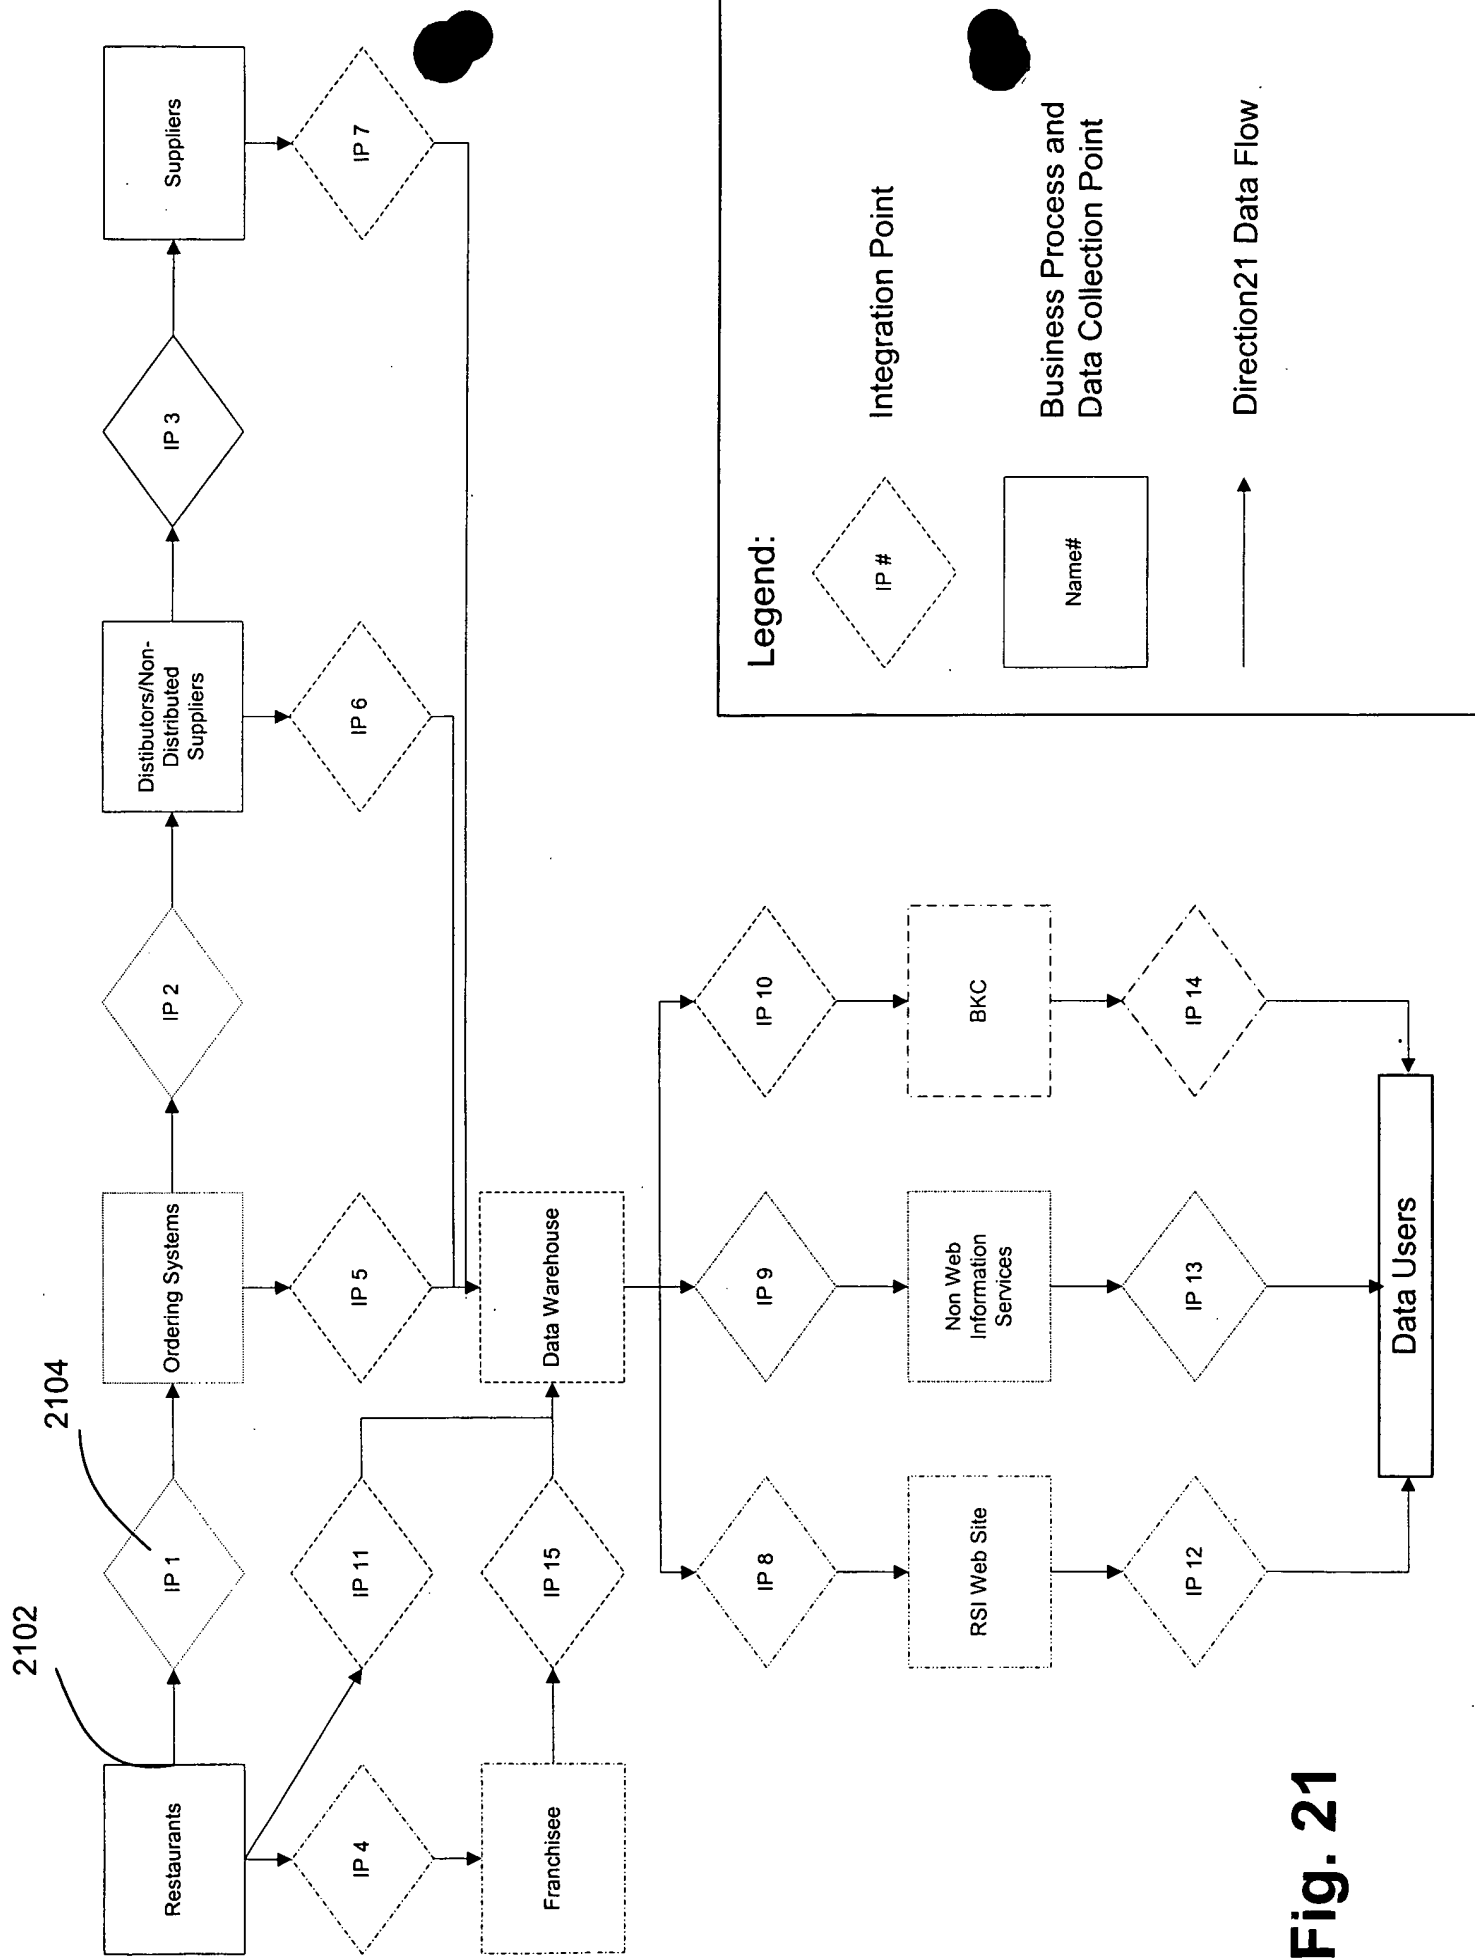 2102
2104
Restaurants
IP 1
Ordering Systems
IP 2
Distibutors/Non-
Distributed
Suppliers
IP 3
Suppliers
IP 4
IP 11
IP 5
IP 6
IP 7
Franchisee
IP 15
Data Warehouse
IP 8
IP 9
IP 10
RSI Web Site
Non Web
Information
Services
BKC
IP 12
IP 13
IP 14
Data Users
Legend:
IP #
Integration Point
Name#
Business Process and
Data Collection Point
Direction21 Data Flow
Fig. 21